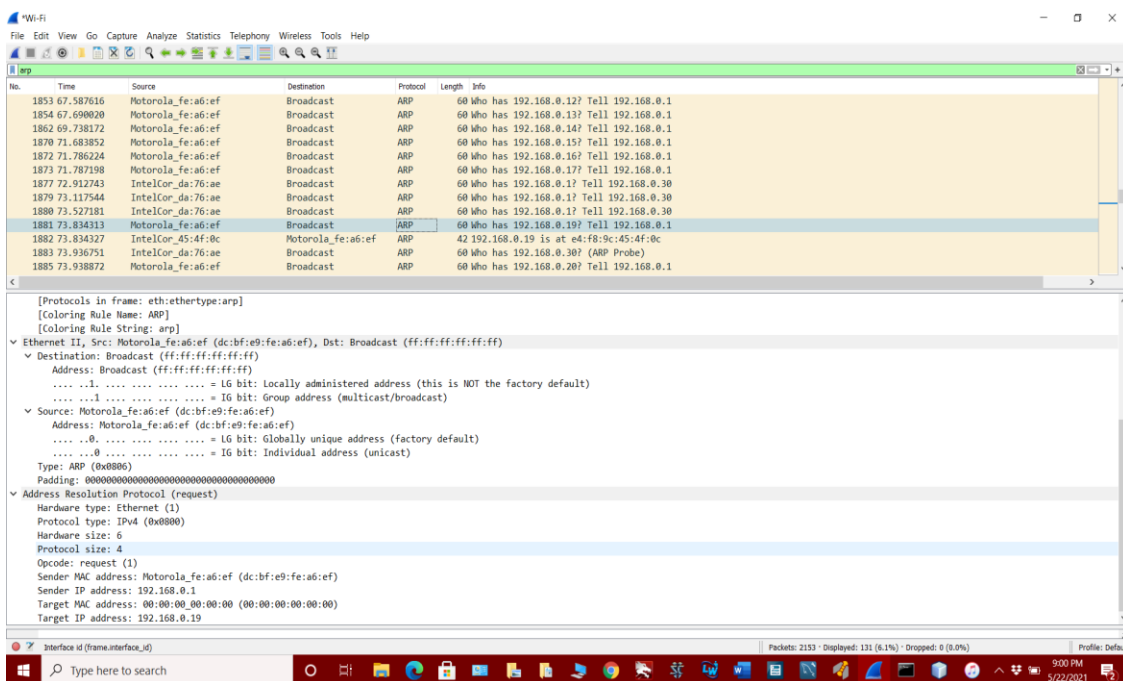 *Wi-Fi
File Edit View Go Capture Analyze Statistics Telephony Wireless Tools Help
arp
No. Time Source Destination Protocol Length Info
1853 67.587616 Motorola_fe:a6:ef Broadcast ARP 60 Who has 192.168.0.12? Tell 192.168.0.1
1854 67.690020 Motorola_fe:a6:ef Broadcast ARP 60 Who has 192.168.0.13? Tell 192.168.0.1
1862 69.738172 Motorola_fe:a6:ef Broadcast ARP 60 Who has 192.168.0.14? Tell 192.168.0.1
1870 71.683852 Motorola_fe:a6:ef Broadcast ARP 60 Who has 192.168.0.15? Tell 192.168.0.1
1872 71.786224 Motorola_fe:a6:ef Broadcast ARP 60 Who has 192.168.0.16? Tell 192.168.0.1
1873 71.787198 Motorola_fe:a6:ef Broadcast ARP 60 Who has 192.168.0.17? Tell 192.168.0.1
1877 72.912743 IntelCor_da:76:ae Broadcast ARP 60 Who has 192.168.0.1? Tell 192.168.0.30
1879 73.117544 IntelCor_da:76:ae Broadcast ARP 60 Who has 192.168.0.1? Tell 192.168.0.30
1880 73.527181 IntelCor_da:76:ae Broadcast ARP 60 Who has 192.168.0.1? Tell 192.168.0.30
1881 73.834313 Motorola_fe:a6:ef Broadcast ARP 60 Who has 192.168.0.19? Tell 192.168.0.1
1882 73.834327 IntelCor_45:4f:0c Motorola_fe:a6:ef ARP 42 192.168.0.19 is at e4:f8:9c:45:4f:0c
1883 73.936751 IntelCor_da:76:ae Broadcast ARP 60 Who has 192.168.0.30? (ARP Probe)
1885 73.938872 Motorola_fe:a6:ef Broadcast ARP 60 Who has 192.168.0.20? Tell 192.168.0.1
[Protocols in frame: eth:ethertype:arp]
[Coloring Rule Name: ARP]
[Coloring Rule String: arp]
Ethernet II, Src: Motorola_fe:a6:ef (dc:bf:e9:fe:a6:ef), Dst: Broadcast (ff:ff:ff:ff:ff:ff)
Destination: Broadcast (ff:ff:ff:ff:ff:ff)
Address: Broadcast (ff:ff:ff:ff:ff:ff)
.... ..1. .... .... .... .... = LG bit: Locally administered address (this is NOT the factory default)
.... ...1 .... .... .... .... = IG bit: Group address (multicast/broadcast)
Source: Motorola_fe:a6:ef (dc:bf:e9:fe:a6:ef)
Address: Motorola_fe:a6:ef (dc:bf:e9:fe:a6:ef)
.... ..0. .... .... .... .... = LG bit: Globally unique address (factory default)
.... ...0 .... .... .... .... = IG bit: Individual address (unicast)
Type: ARP (0x0806)
Padding: 000000000000000000000000000000000000
Address Resolution Protocol (request)
Hardware type: Ethernet (1)
Protocol type: IPv4 (0x0800)
Hardware size: 6
Protocol size: 4
Opcode: request (1)
Sender MAC address: Motorola_fe:a6:ef (dc:bf:e9:fe:a6:ef)
Sender IP address: 192.168.0.1
Target MAC address: 00:00:00_00:00:00 (00:00:00:00:00:00)
Target IP address: 192.168.0.19
Interface id (frame.interface_id) Packets: 2153 · Displayed: 131 (6.1%) · Dropped: 0 (0.0%) Profile: Defau
Type here to search
9:00 PM
5/22/2021